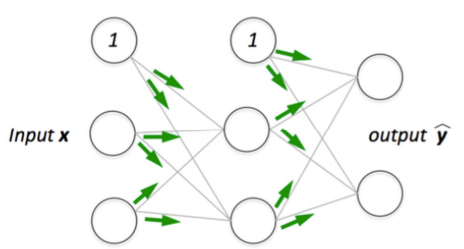 1
1
Input x
output ŷ